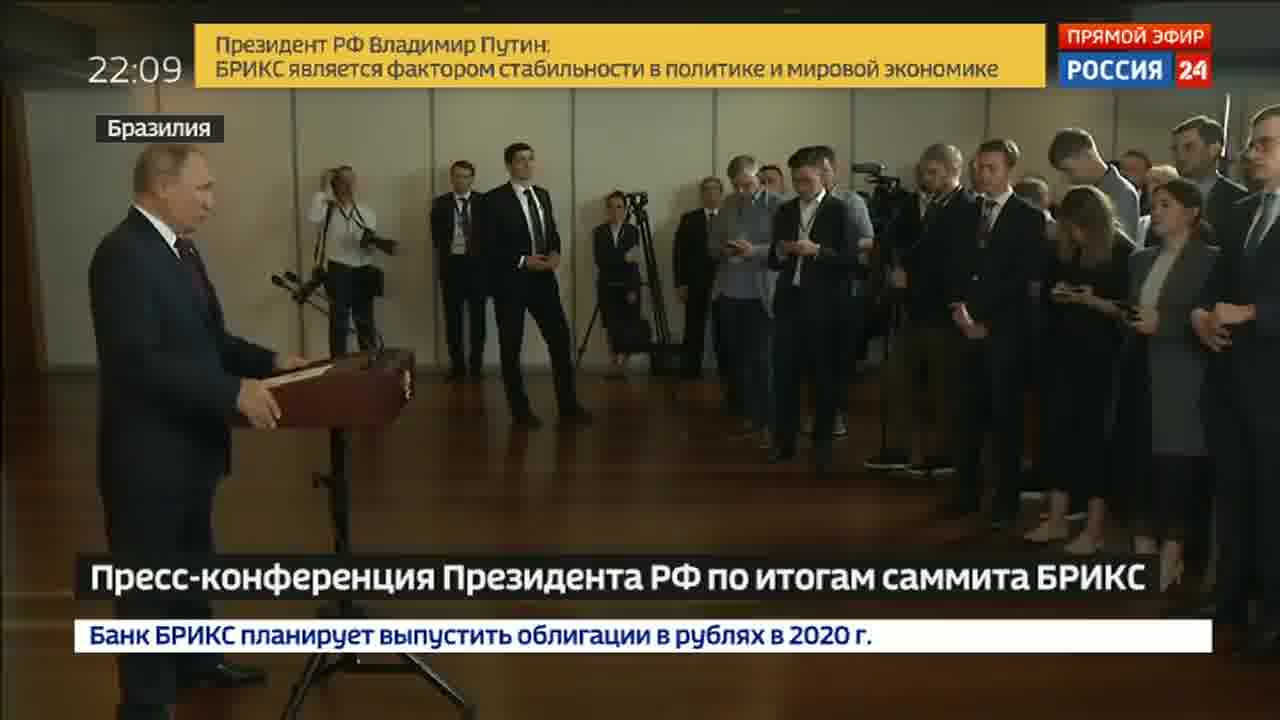 22:09
Президент РФ Владимир Путин:
БРИКС является фактором стабильности в политике и мировой экономике
ПРЯМОЙ ЭФИР
РОССИЯ 24
Бразилия
Пресс-конференция Президента РФ по итогам саммита БРИКС
Банк БРИКС планирует выпустить облигации в рублях в 2020 г.